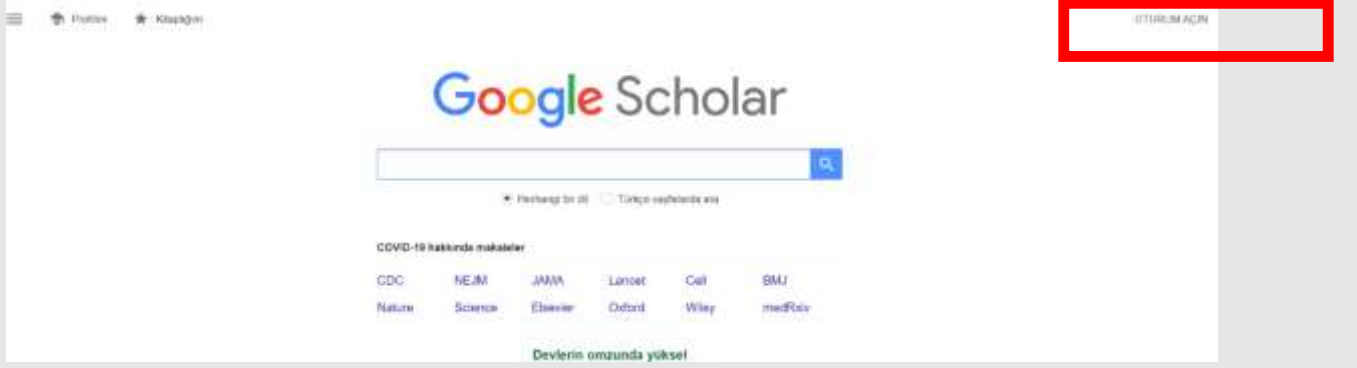 Profilim Kitaplığım OTURUM AÇIN
Google Scholar
Herhangi bir dil Türkçe sayfalarda ara
COVID-19 hakkında makaleler
CDC NEJM JAMA Lancet Cell BMJ
Nature Science Elsevier Oxford Wiley medRxiv
Devlerin omzunda yüksel